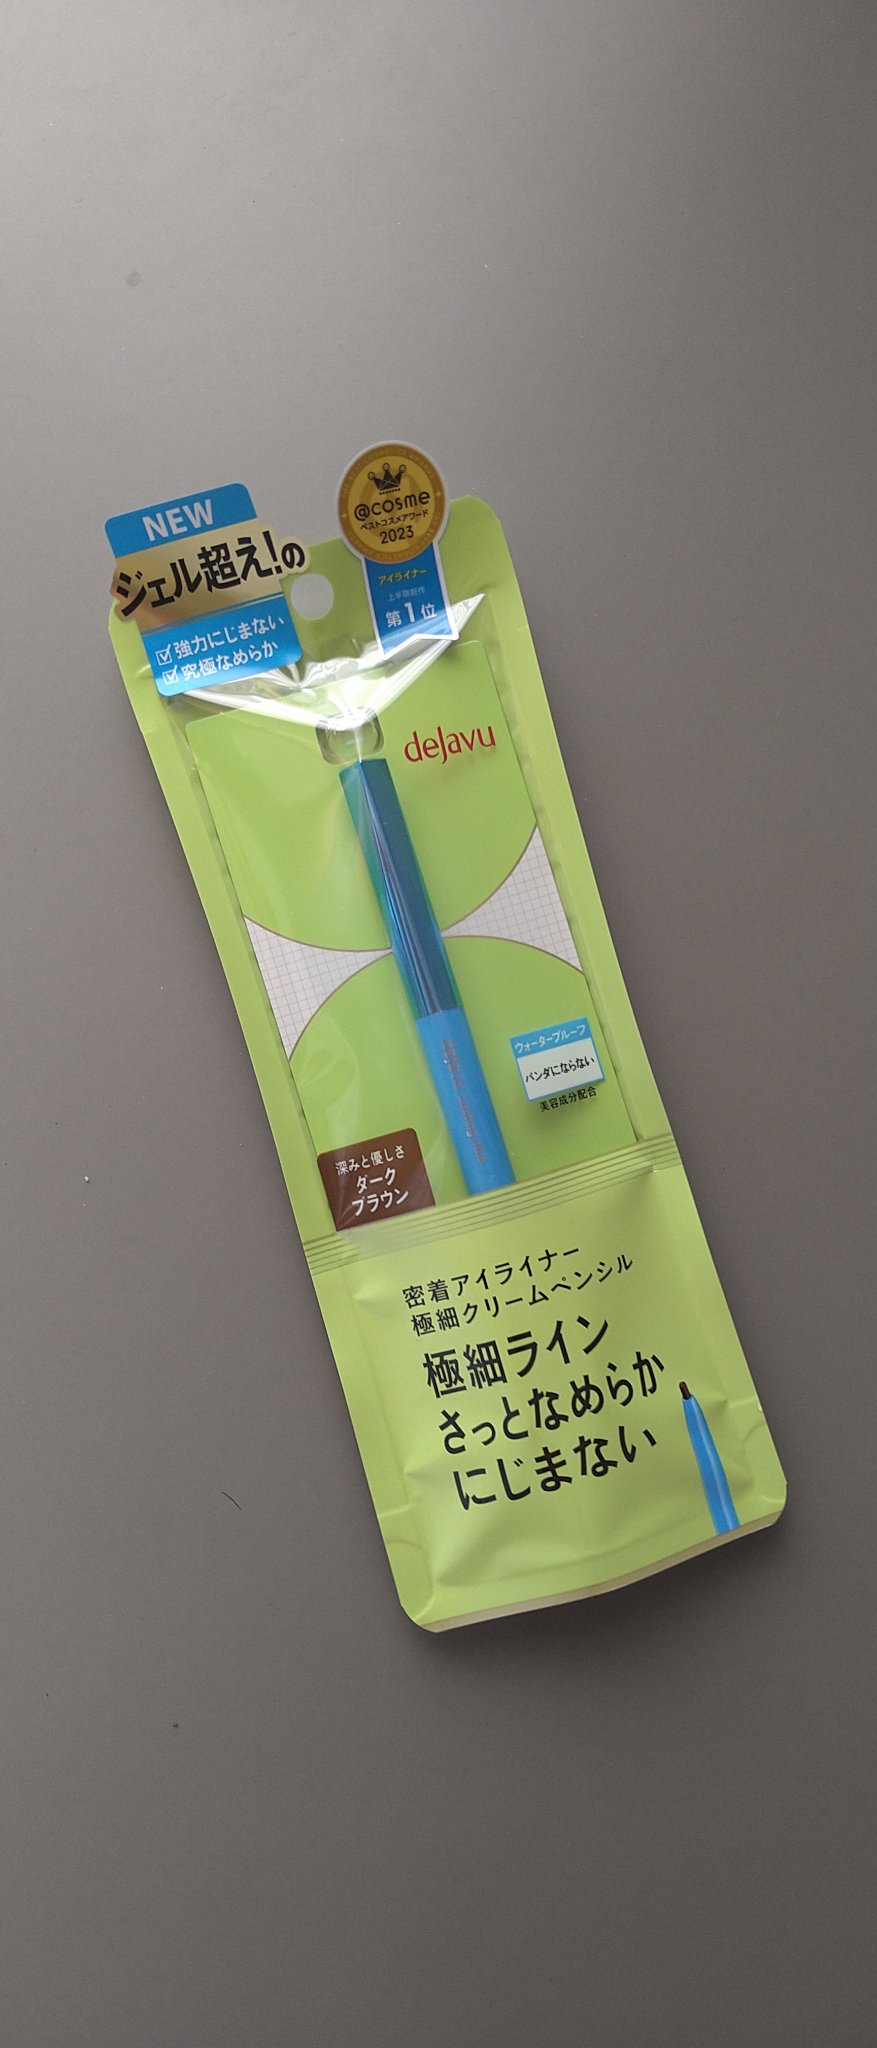 NEW
ジェル超え!の
強力にじまない
究極なめらか
@cosme
ベストコスメアワード
2023
アイライナー
上半期新作
第1位
deJavu
ウォータープルーフ
パンダにならない
美容成分配合
深みと優しさ
ダーク
ブラウン
密着アイライナー
極細クリームペンシル
極細ライン
さっとなめらか
にじまない